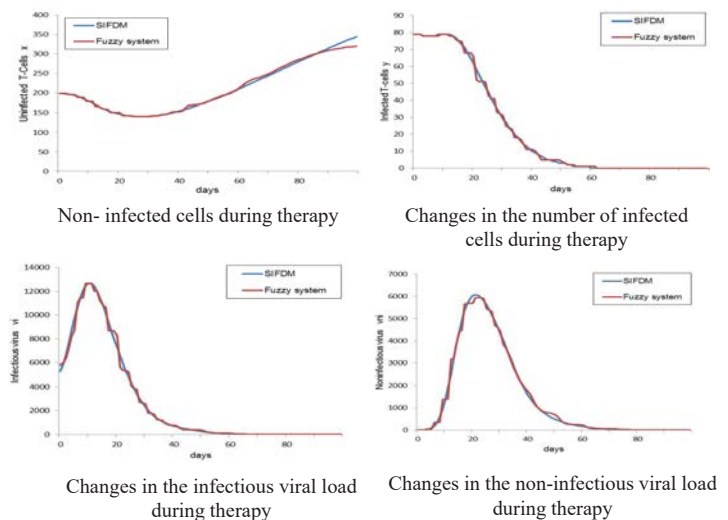 400
350
300
250
200
150
100
50
0
Uninfected T-Cells x
SIFDM
Fuzzy system
0 20 40 60 80
days
Non- infected cells during therapy
90
80
70
60
50
40
30
20
10
0
Infected T-cells y
SIFDM
Fuzzy system
0 20 40 60 80
days
Changes in the number of infected
cells during therapy
14000
12000
10000
8000
6000
4000
2000
0
Infectious virus vi
SIFDM
Fuzzy system
0 20 40 60 80
days
Changes in the infectious viral load
during therapy
7000
6000
5000
4000
3000
2000
1000
0
Noninfectious virus vni
SIFDM
Fuzzy system
0 20 40 60 80
days
Changes in the non-infectious viral load
during therapy